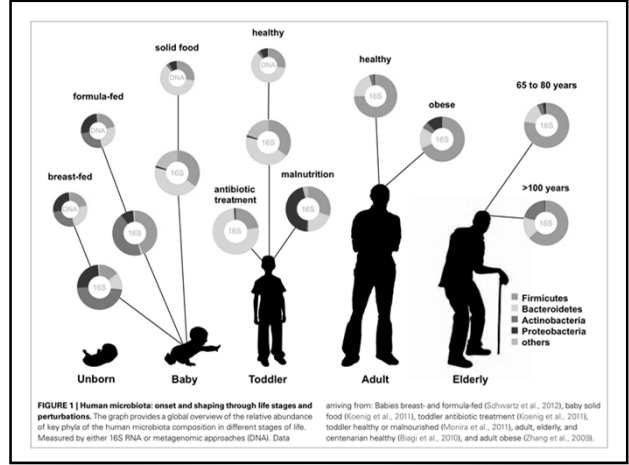 healthy
solid food
DNA
healthy
65 to 80 years
DNA
formula-fed
16S
obese
DNA
16S
16S
16S
breast-fed
16S
malnutrition
antibiotic
treatment
>100 years
DNA
16S
16S
16S
16S
16S
Firmicutes
Bacteroidetes
Actinobacteria
Proteobacteria
others
Unborn
Baby
Toddler
Adult
Elderly
FIGURE 1 | Human microbiota: onset and shaping through life stages and
perturbations. The graph provides a global overview of the relative abundance
of key phyla of the human microbiota composition in different stages of life.
Measured by either 16S RNA or metagenomic approaches (DNA). Data
arriving from: Babies breast- and formula-fed (Schwartz et al., 2012), baby solid
food (Koenig et al., 2011), toddler antibiotic treatment (Koenig et al., 2011),
toddler healthy or malnourished (Monira et al., 2011), adult, elderly, and
centenarian healthy (Biagi et al., 2010), and adult obese (Zhang et al., 2009).